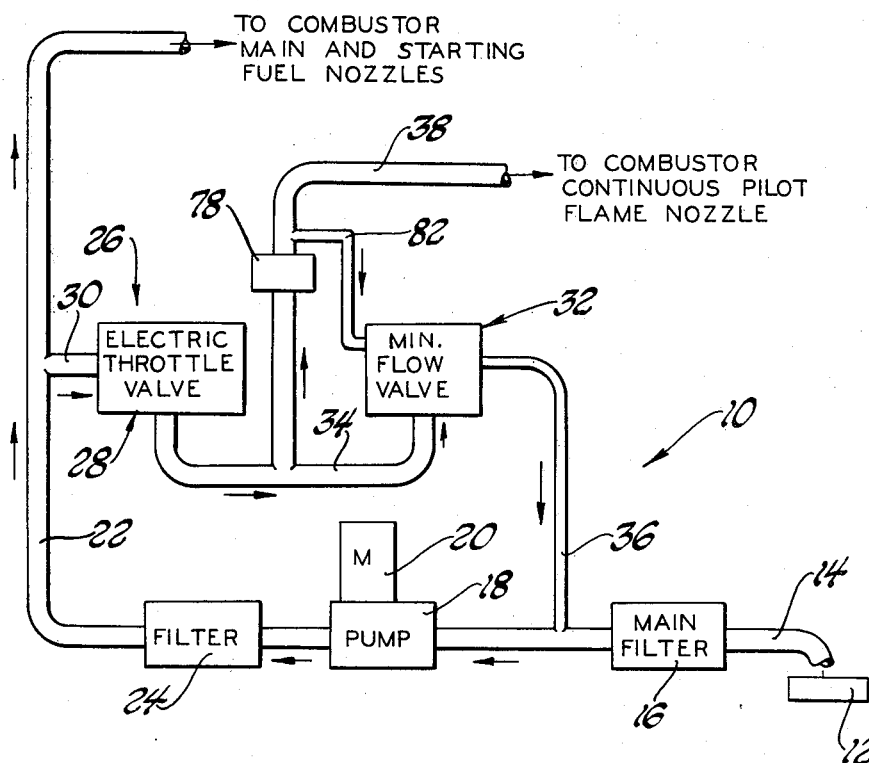 TO COMBUSTOR
MAIN AND STARTING
FUEL NOZZLES
38
TO COMBUSTOR
CONTINUOUS PILOT
FLAME NOZZLE
78
82
26
32
30
ELECTRIC
THROTTLE
VALVE
MIN.
FLOW
VALVE
10
28
34
22
20
36
M
18
14
FILTER
PUMP
MAIN
FILTER
24
16
12